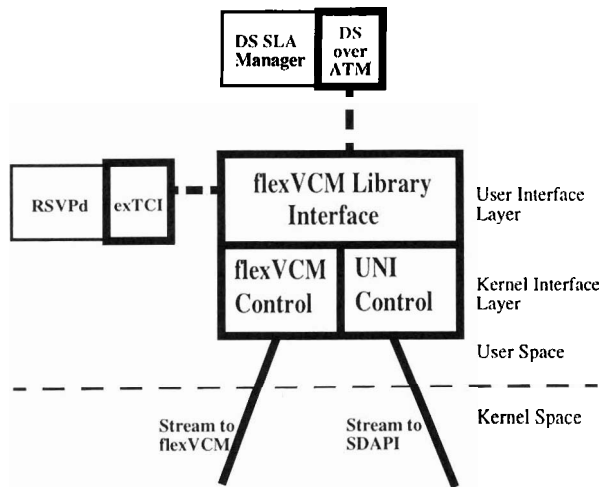 DS SLA
Manager
DS
over
ATM
flexVCM Library
Interface
User Interface
Layer
RSVPd
exTCI
flexVCM
Control
UNI
Control
Kernel Interface
Layer
User Space
Stream to
flexVCM
Stream to
SDAPI
Kernel Space